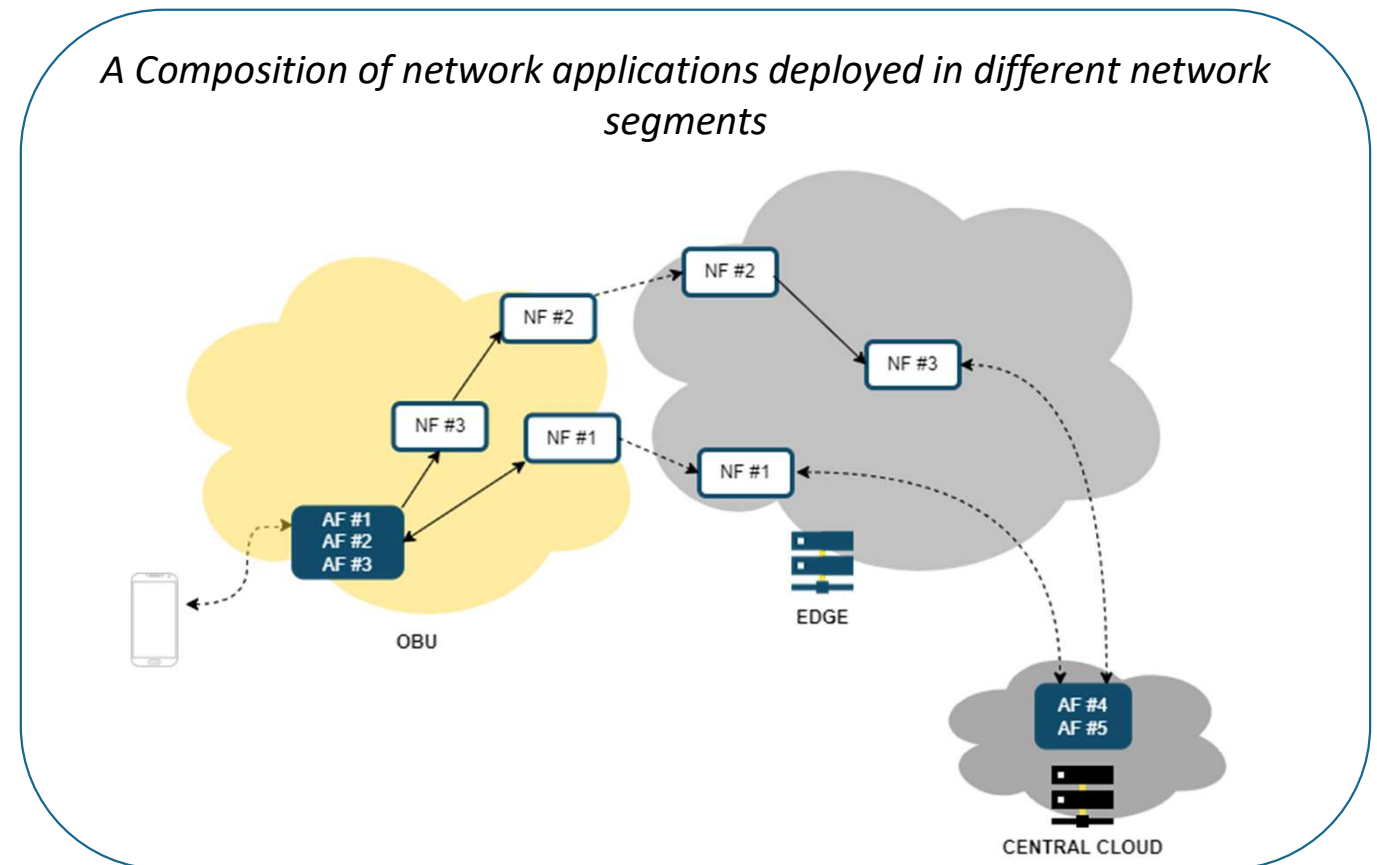 A Composition of network applications deployed in different network
segments
NF #2
NF #2
NF #3
NF #3
NF #1
NF #1
AF #1
AF #2
AF #3
EDGE
OBU
AF #4
AF #5
CENTRAL CLOUD